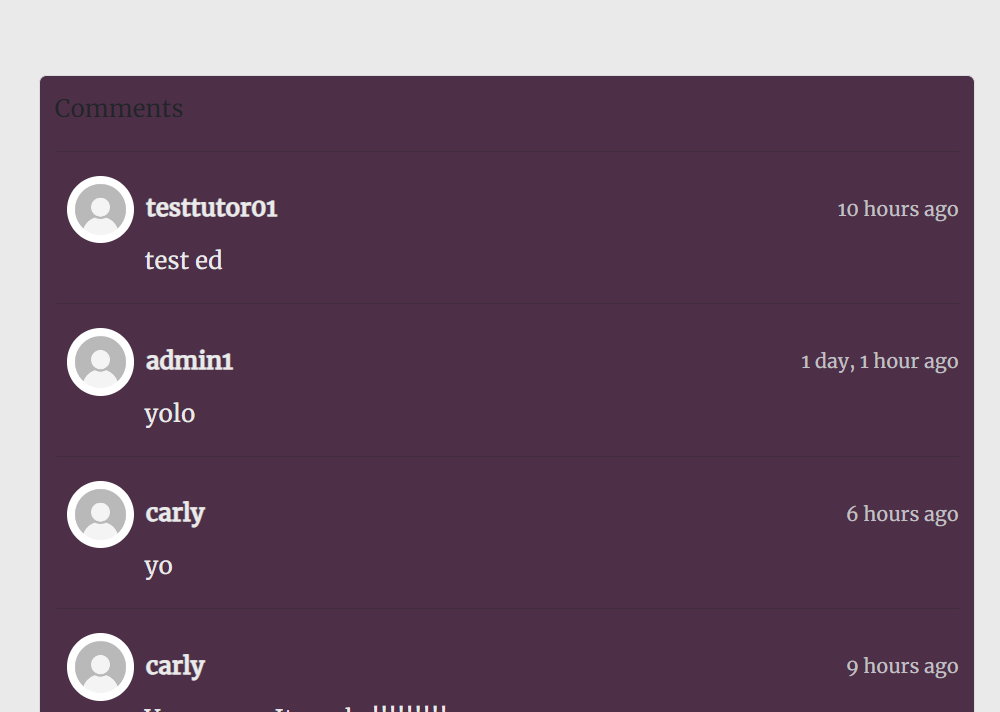 Comments
testtutor01
10 hours ago
test ed
admin1
1 day, 1 hour ago
yolo
carly
6 hours ago
yo
carly
9 hours ago
!!!!!!!!!!